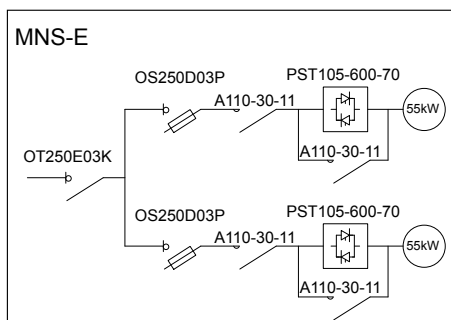 MNS-E
OS250D03P
PST105-600-70
A110-30-11
55kW
OT250E03K
A110-30-11
OS250D03P
PST105-600-70
A110-30-11
55kW
A110-30-11